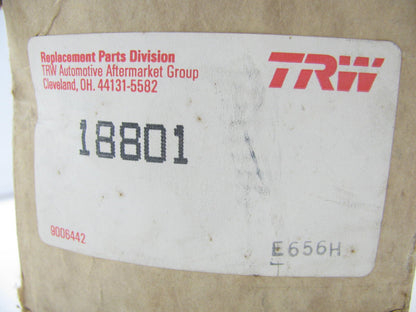 Replacement Parts Division
TRW Automotive Aftermarket Group
Cleveland, OH. 44131-5582
TRW
18801
9006442
E656H
T